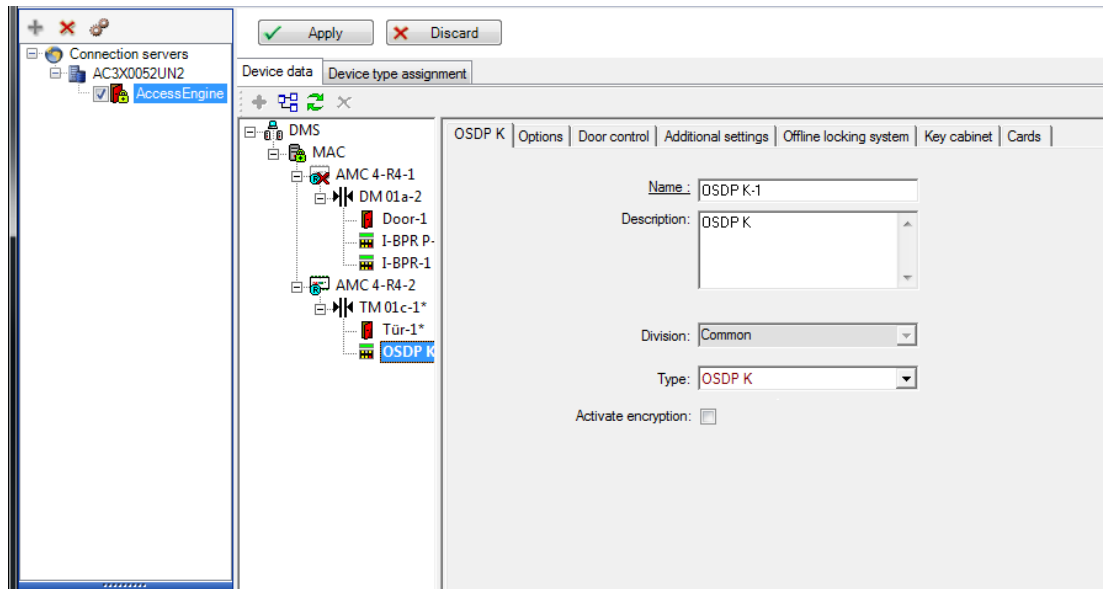 Apply Discard
Connection servers
AC3X0052UN2
AccessEngine
Device data Device type assignment
DMS
MAC
AMC 4-R4-1
DM 01a-2
Door-1
I-BPR P-
I-BPR-1
AMC 4-R4-2
TM 01c-1*
Tür-1*
OSDP K
OSDP K Options Door control Additional settings Offline locking system Key cabinet Cards
Name : OSDP K-1
Description: OSDP K
Division: Common
Type: OSDP K
Activate encryption: